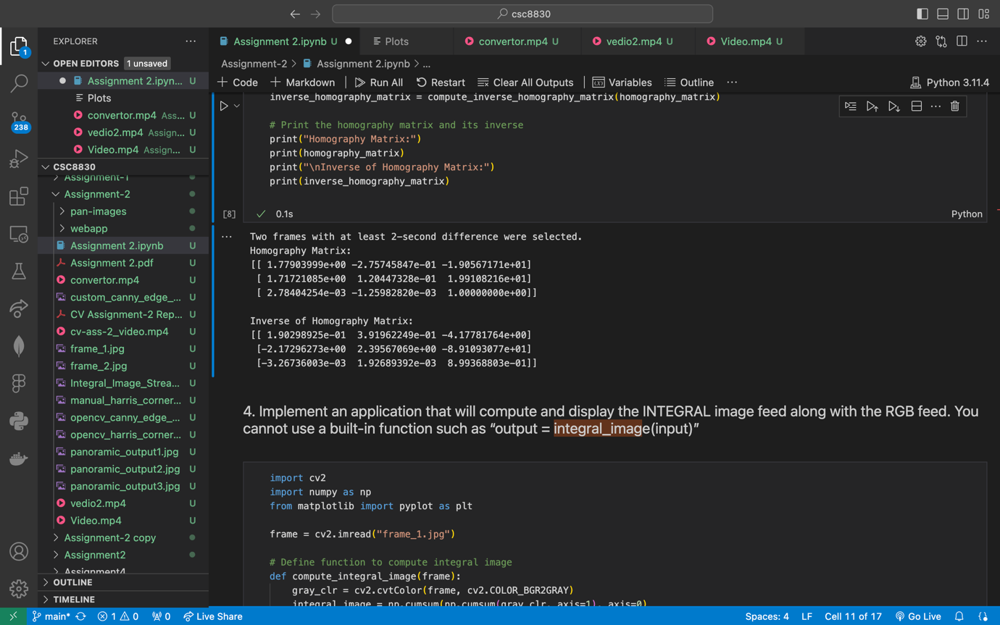 csc8830
EXPLORER
OPEN EDITORS 1 unsaved
Assignment 2.ipyn... U
Plots
convertor.mp4 Ass... U
vedio2.mp4 Assign... U
Video.mp4 Assign... U
CSC8830
Assignment-1
Assignment-2
pan-images
webapp
Assignment 2.ipynb U
Assignment 2.pdf U
convertor.mp4 U
custom_canny_edge_... U
CV Assignment-2 Rep... U
cv-ass-2_video.mp4 U
frame_1.jpg U
frame_2.jpg U
Integral_Image_Strea... U
manual_harris_corner... U
opencv_canny_edge_... U
opencv_harris_corner... U
panoramic_output1.jpg U
panoramic_output2.jpg U
panoramic_output3.jpg U
vedio2.mp4 U
Video.mp4 U
Assignment-2 copy
Assignment2
Assignment4
OUTLINE
TIMELINE
1
238
Assignment 2.ipynb U
Plots
convertor.mp4 U
vedio2.mp4 U
Video.mp4 U
Assignment-2 > Assignment 2.ipynb > ...
+ Code + Markdown Run All Restart Clear All Outputs Variables Outline ... Python 3.11.4
inverse_homography_matrix = compute_inverse_homography_matrix(homography_matrix)
# Print the homography matrix and its inverse
print("Homography Matrix:")
print(homography_matrix)
print("\nInverse of Homography Matrix:")
print(inverse_homography_matrix)
[8] ✓ 0.1s Python
Two frames with at least 2-second difference were selected.
Homography Matrix:
[[ 1.77903999e+00 -2.75745847e-01 -1.90567171e+01]
[ 1.71721085e+00 1.20447328e-01 1.99108216e+01]
[ 2.78404254e-03 -1.25982820e-03 1.00000000e+00]]
Inverse of Homography Matrix:
[[ 1.90298925e-01 3.91962249e-01 -4.17781764e+00]
[-2.17296273e+00 2.39567069e+00 -8.91093077e+01]
[-3.26736003e-03 1.92689392e-03 8.99368803e-01]]
4. Implement an application that will compute and display the INTEGRAL image feed along with the RGB feed. You
cannot use a built-in function such as “output = integral_image(input)”
import cv2
import numpy as np
from matplotlib import pyplot as plt
frame = cv2.imread("frame_1.jpg")
# Define function to compute integral image
def compute_integral_image(frame):
gray_clr = cv2.cvtColor(frame, cv2.COLOR_BGR2GRAY)
integral_image = np.cumsum(np.cumsum(gray_clr, axis=1), axis=0)
main* 1 0 0 Live Share Spaces: 4 LF Cell 11 of 17 Go Live